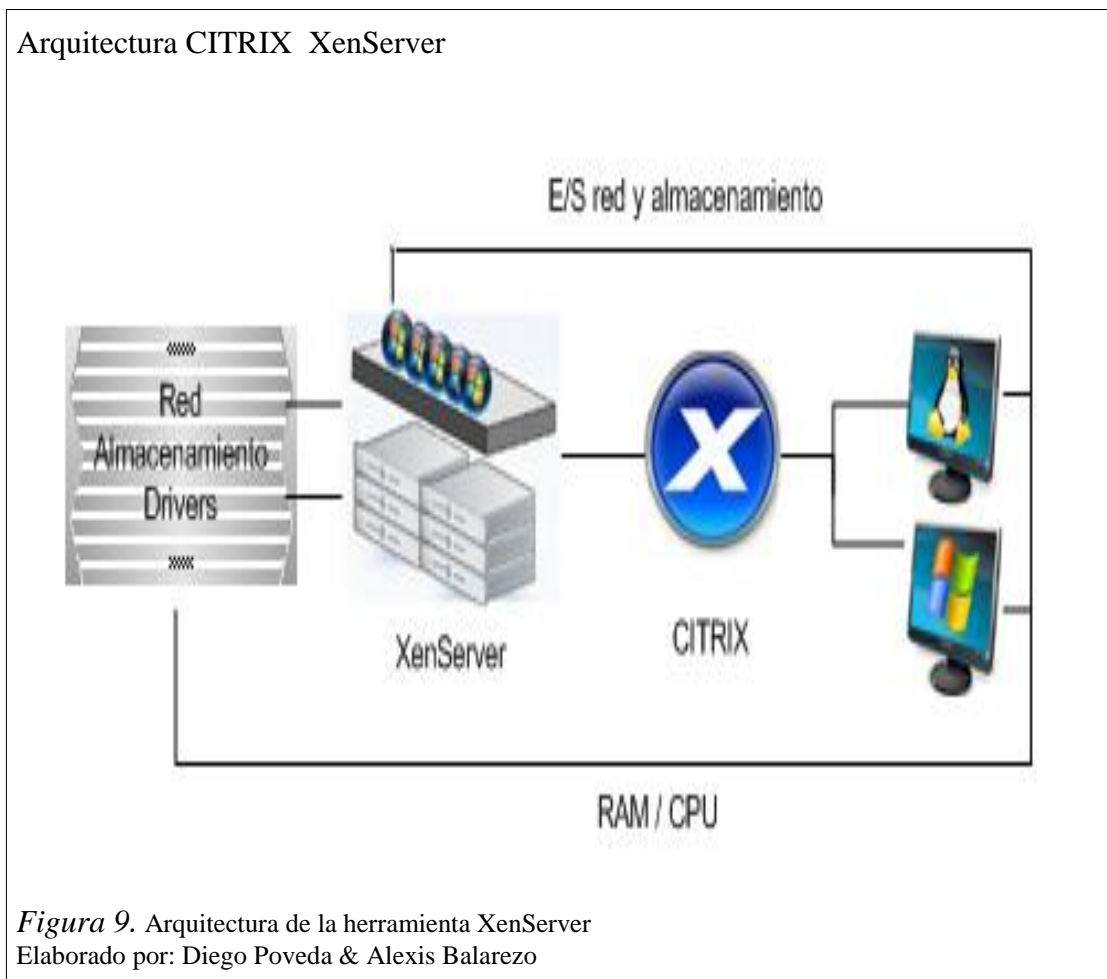 Arquitectura CITRIX XenServer
E/S red y almacenamiento
Red
Almacenamiento
Drivers
XenServer
X
CITRIX
RAM / CPU
Figura 9. Arquitectura de la herramienta XenServer
Elaborado por: Diego Poveda & Alexis Balarezo